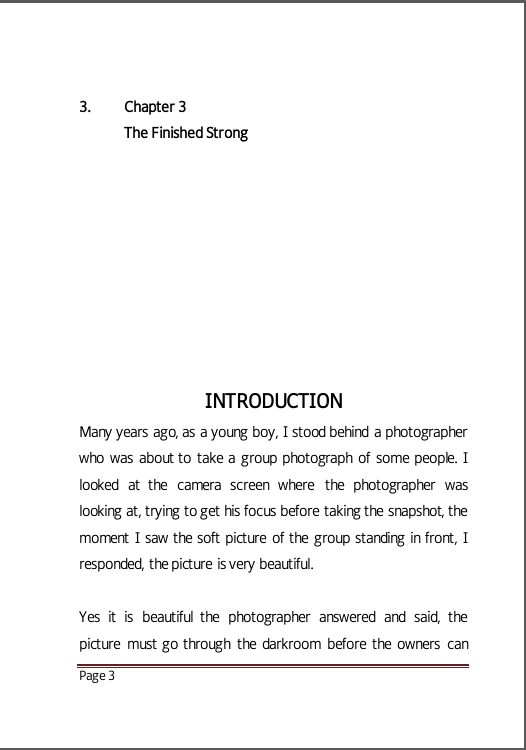 3. Chapter 3
The Finished Strong
INTRODUCTION
Many years ago, as a young boy, I stood behind a photographer
who was about to take a group photograph of some people. I
looked at the camera screen where the photographer was
looking at, trying to get his focus before taking the snapshot, the
moment I saw the soft picture of the group standing in front, I
responded, the picture is very beautiful.
Yes it is beautiful the photographer answered and said, the
picture must go through the darkroom before the owners can
Page 3